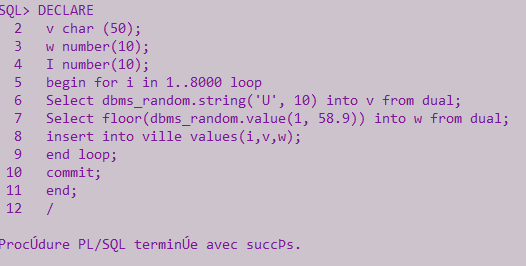 SQL> DECLARE
2 v char (50);
3 w number(10);
4 I number(10);
5 begin for i in 1..8000 loop
6 Select dbms_random.string('U', 10) into v from dual;
7 Select floor(dbms_random.value(1, 58.9)) into w from dual;
8 insert into ville values(i,v,w);
9 end loop;
10 commit;
11 end;
12 /
ProcÚdure PL/SQL terminÚe avec succÞs.